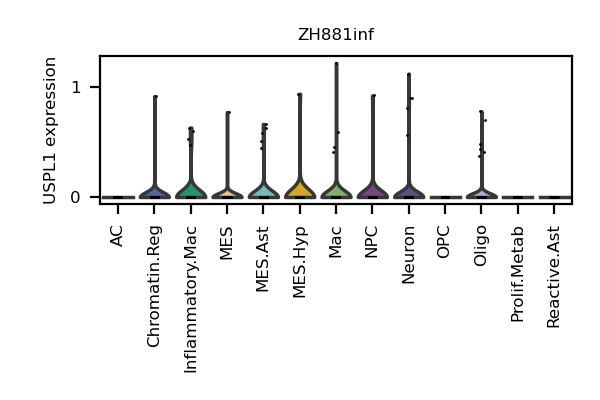 ZH881inf
USPL1 expression
1
0
AC
Chromatin.Reg
Inflammatory.Mac
MES
MES.Ast
MES.Hyp
Mac
NPC
Neuron
OPC
Oligo
Prolif.Metab
Reactive.Ast